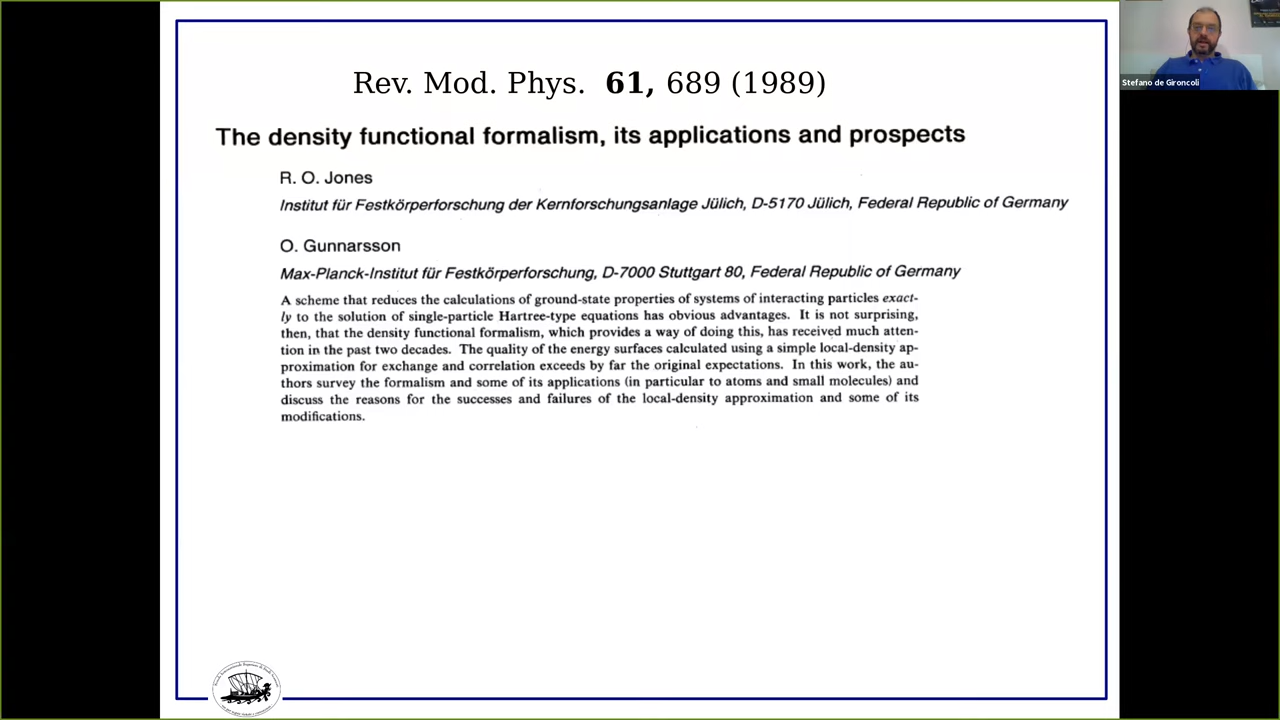 Rev. Mod. Phys. 61, 689 (1989)
The density functional formalism, its applications and prospects
R. O. Jones
Institut für Festkörperforschung der Kernforschungsanlage Jülich, D-5170 Jülich, Federal Republic of Germany
O. Gunnarsson
Max-Planck-Institut für Festkörperforschung, D-7000 Stuttgart 80, Federal Republic of Germany
A scheme that reduces the calculations of ground-state properties of systems of interacting particles exact-
ly to the solution of single-particle Hartree-type equations has obvious advantages. It is not surprising,
then, that the density functional formalism, which provides a way of doing this, has received much atten-
tion in the past two decades. The quality of the energy surfaces calculated using a simple local-density ap-
proximation for exchange and correlation exceeds by far the original expectations. In this work, the au-
thors survey the formalism and some of its applications (in particular to atoms and small molecules) and
discuss the reasons for the successes and failures of the local-density approximation and some of its
modifications.
Stefano de Gironcoli